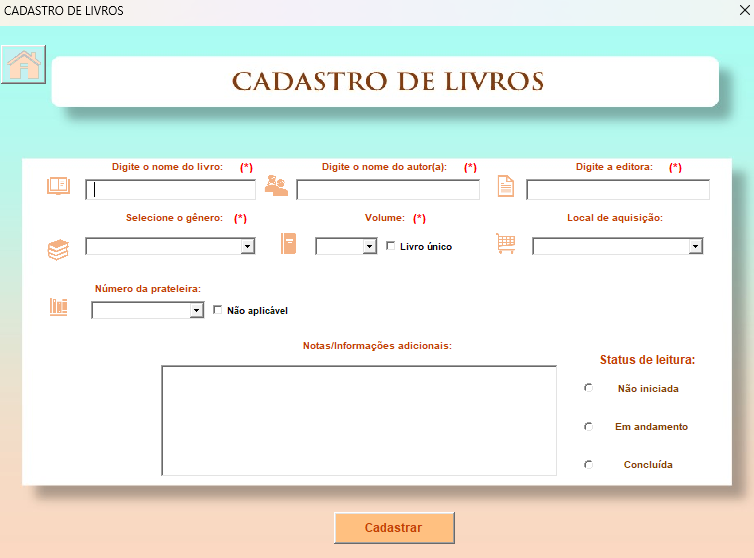 CADASTRO DE LIVROS
CADASTRO DE LIVROS
Digite o nome do livro: (*) Digite o nome do autor(a): (*) Digite a editora: (*)
Selecione o gênero: (*) Volume: (*) Local de aquisição:
Livro único
Número da prateleira:
Não aplicável
Notas/Informações adicionais:
Status de leitura:
Não iniciada
Em andamento
Concluída
Cadastrar